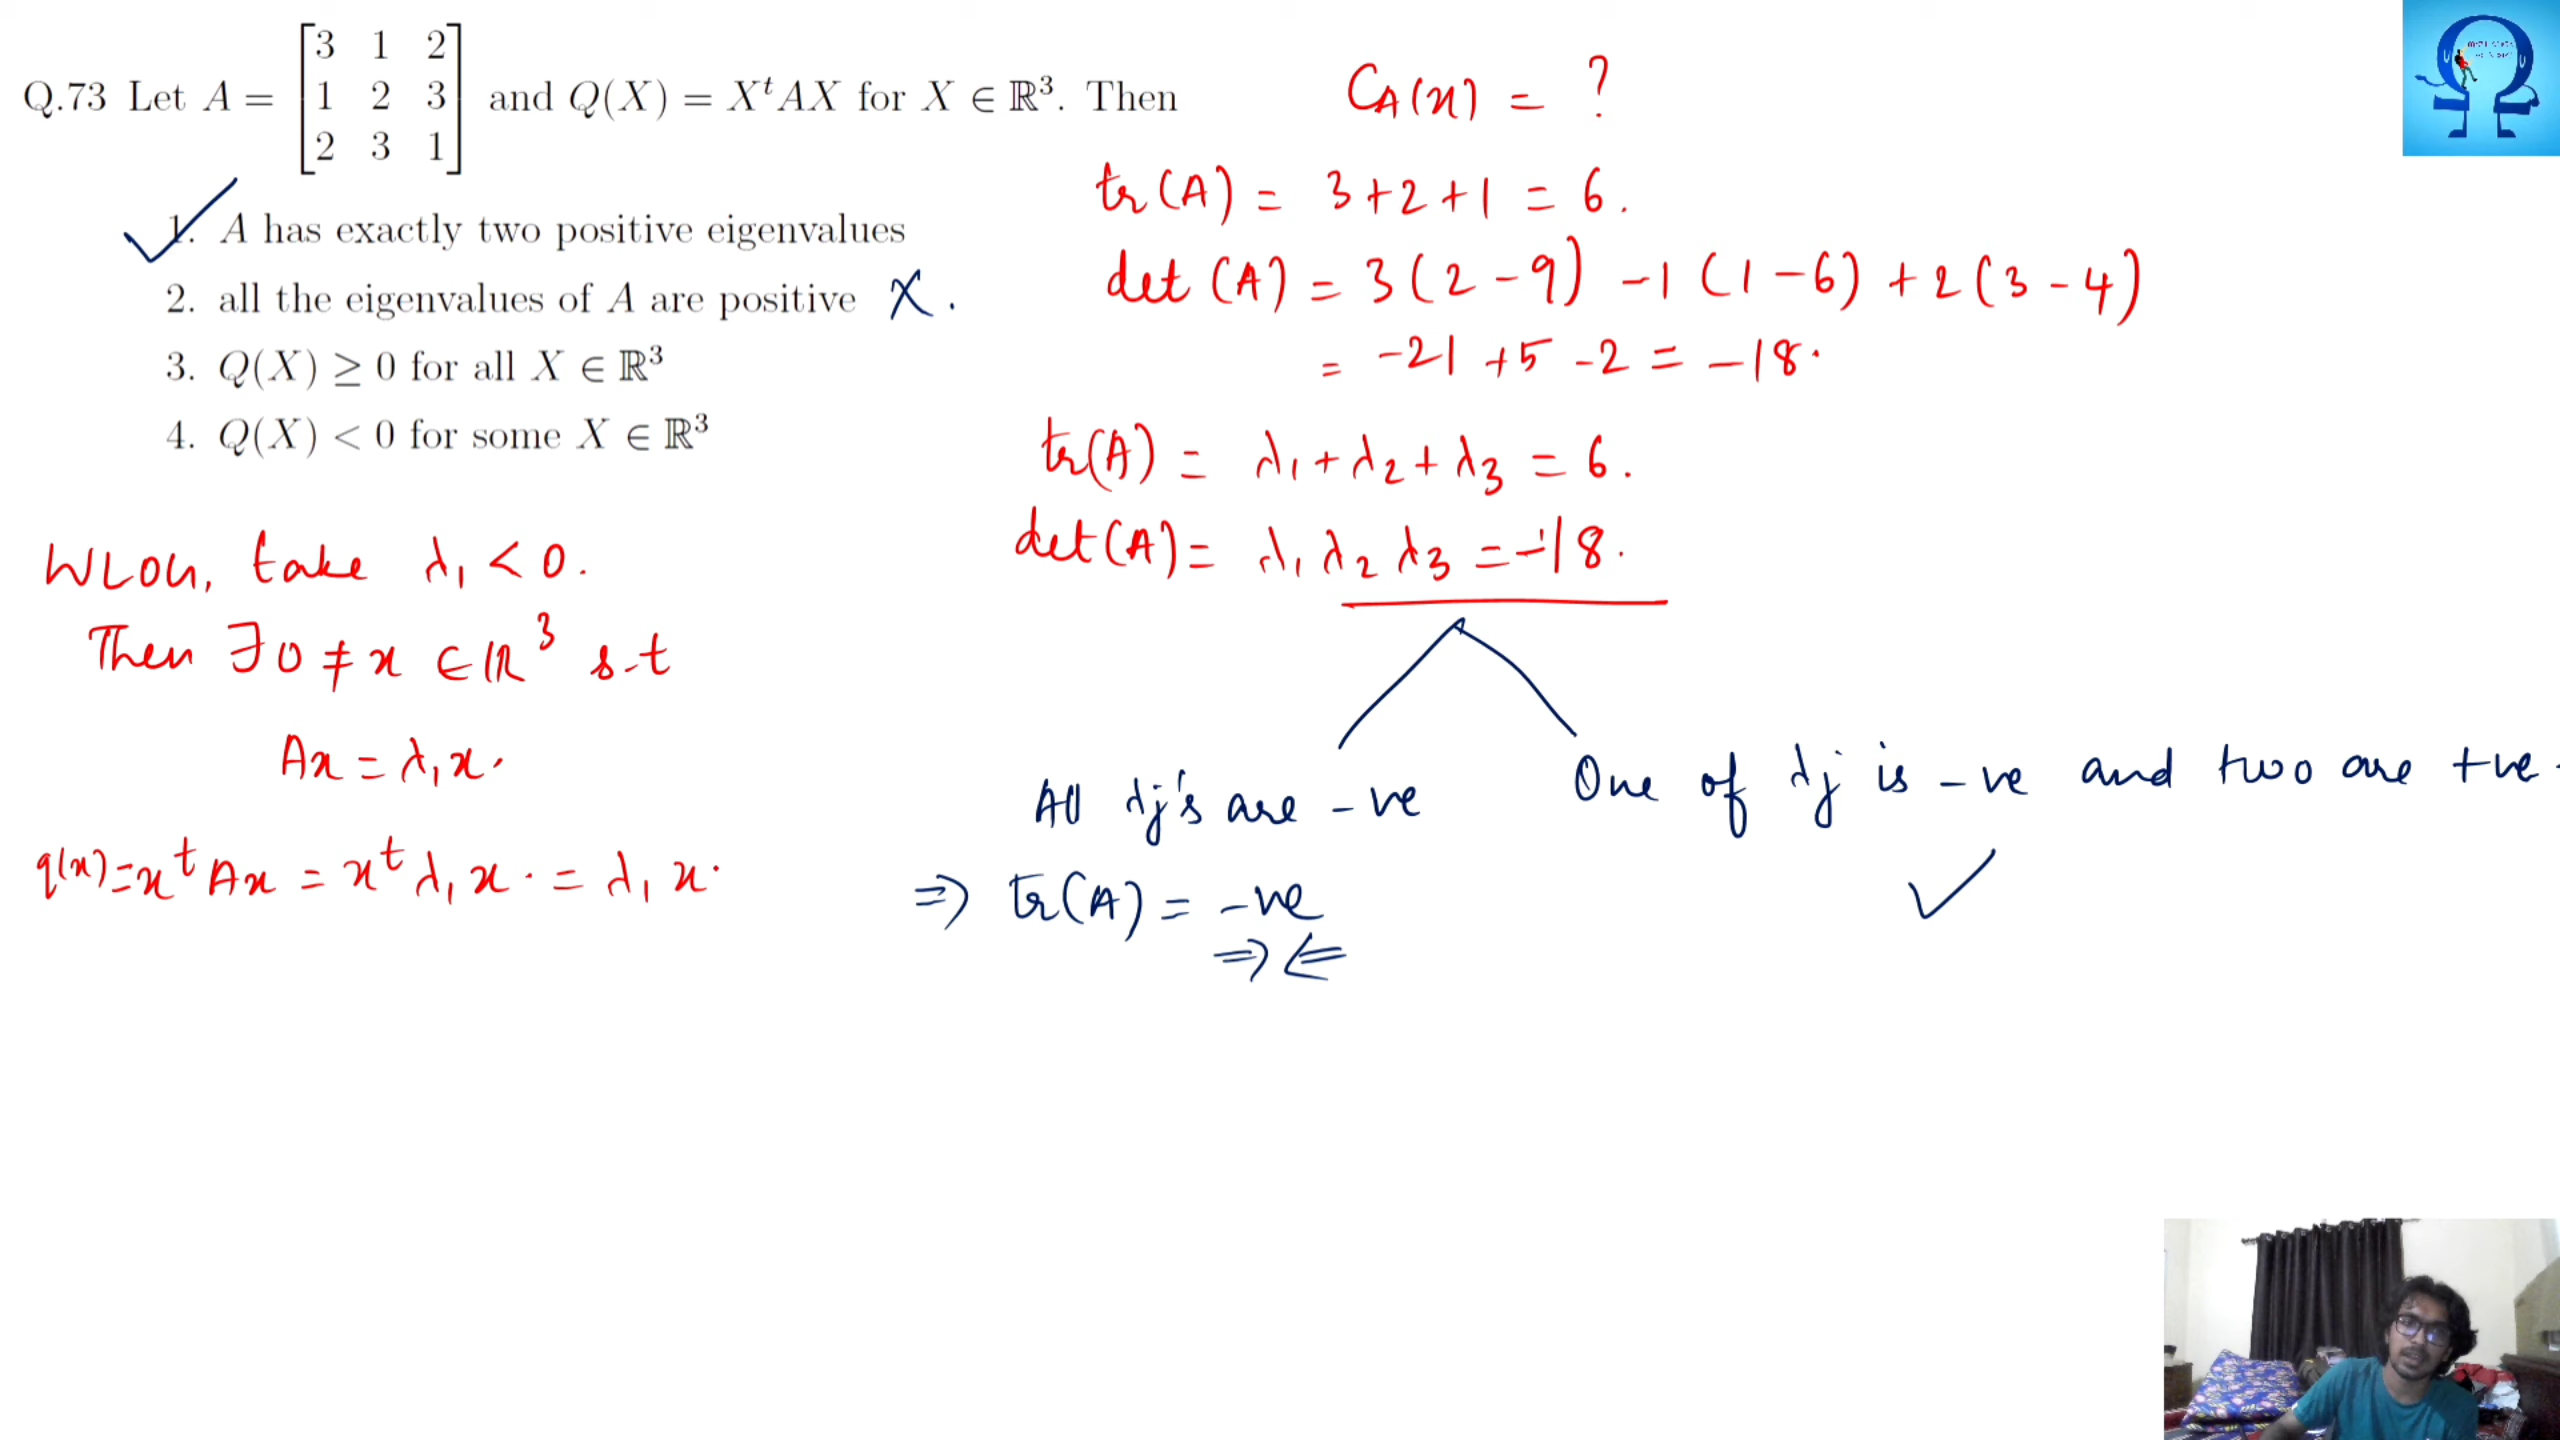 Q.73 Let A = [3 1 2; 1 2 3; 2 3 1] and Q(X) = XᵗAX for X ∈ ℝ³. Then
1. A has exactly two positive eigenvalues
2. all the eigenvalues of A are positive X.
3. Q(X) ≥ 0 for all X ∈ ℝ³
4. Q(X) < 0 for some X ∈ ℝ³
WLOG, take λ₁ < 0.
Then ∃ 0 ≠ x ∈ ℝ³ s.t
Ax = λ₁x.
q(x) = xᵗAx = xᵗλ₁x. = λ₁x.
C_A(x) = ?
tr(A) = 3+2+1 = 6.
det(A) = 3(2-9) -1(1-6) +2(3-4)
= -21 +5 -2 = -18.
tr(A) = λ₁+λ₂+λ₃ = 6.
det(A) = λ₁λ₂λ₃ = -18.
All λj's are -ve
⇒ tr(A) = -ve
⇒⇐
One of λj is -ve and two are +ve.